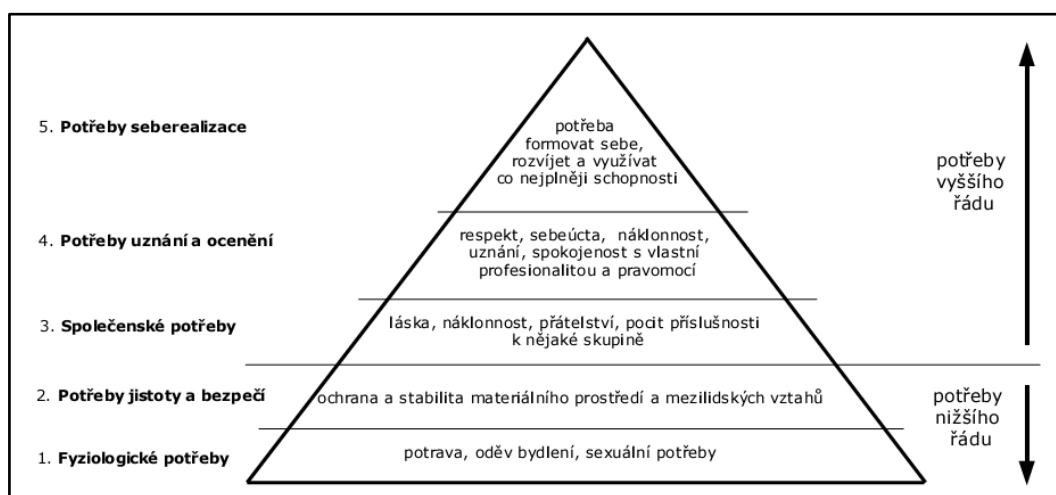 5. Potřeby seberealizace
potřeba
formovat sebe,
rozvíjet a využívat
co nejplněji schopnosti
potřeby
vyššího
řádu
4. Potřeby uznání a ocenění
respekt, sebeúcta, náklonnost,
uznání, spokojenost s vlastní
profesionalitou a pravomocí
3. Společenské potřeby
láska, náklonnost, přátelství, pocit příslušnosti
k nějaké skupině
2. Potřeby jistoty a bezpečí
ochrana a stabilita materiálního prostředí a mezilidských vztahů
potřeby
nižšího
řádu
1. Fyziologické potřeby
potrava, oděv bydlení, sexuální potřeby